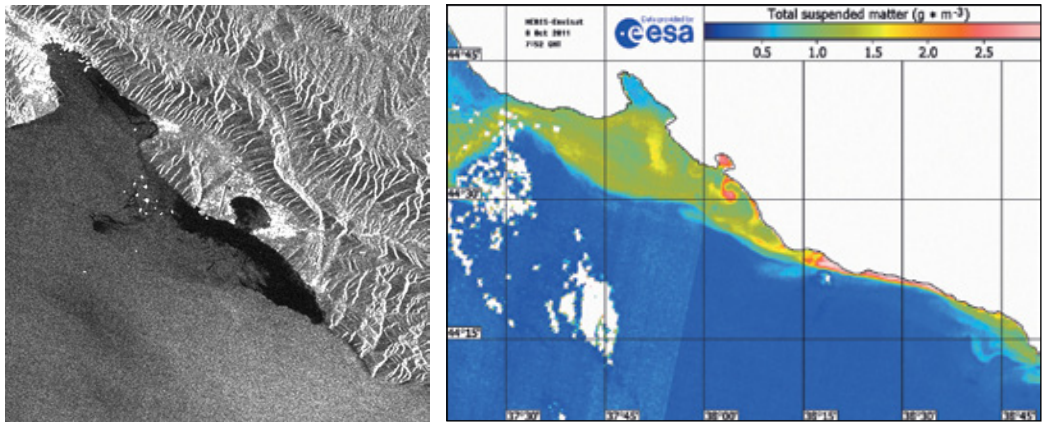 MERIS-Envisat
8 Oct 2011
7:52 GMT
Data provided by
esa
Total suspended matter (g * m⁻³)
0.5 1.0 1.5 2.0 2.5
44°45'
44°30'
44°15'
37°30' 37°45' 38°00' 38°15' 38°30' 38°45'